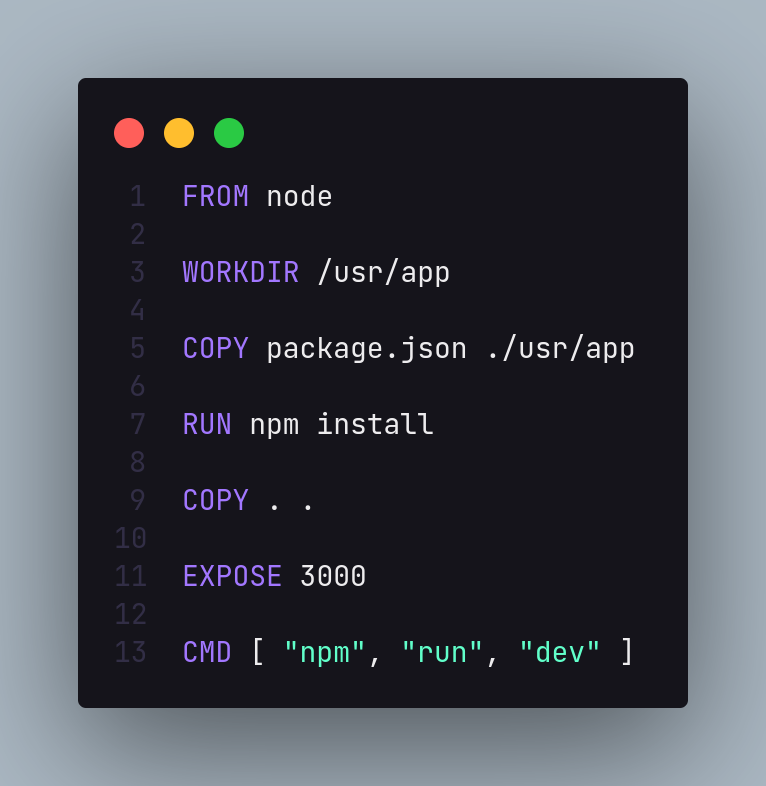 1 FROM node
2
3 WORKDIR /usr/app
4
5 COPY package.json ./usr/app
6
7 RUN npm install
8
9 COPY . .
10
11 EXPOSE 3000
12
13 CMD [ "npm", "run", "dev" ]